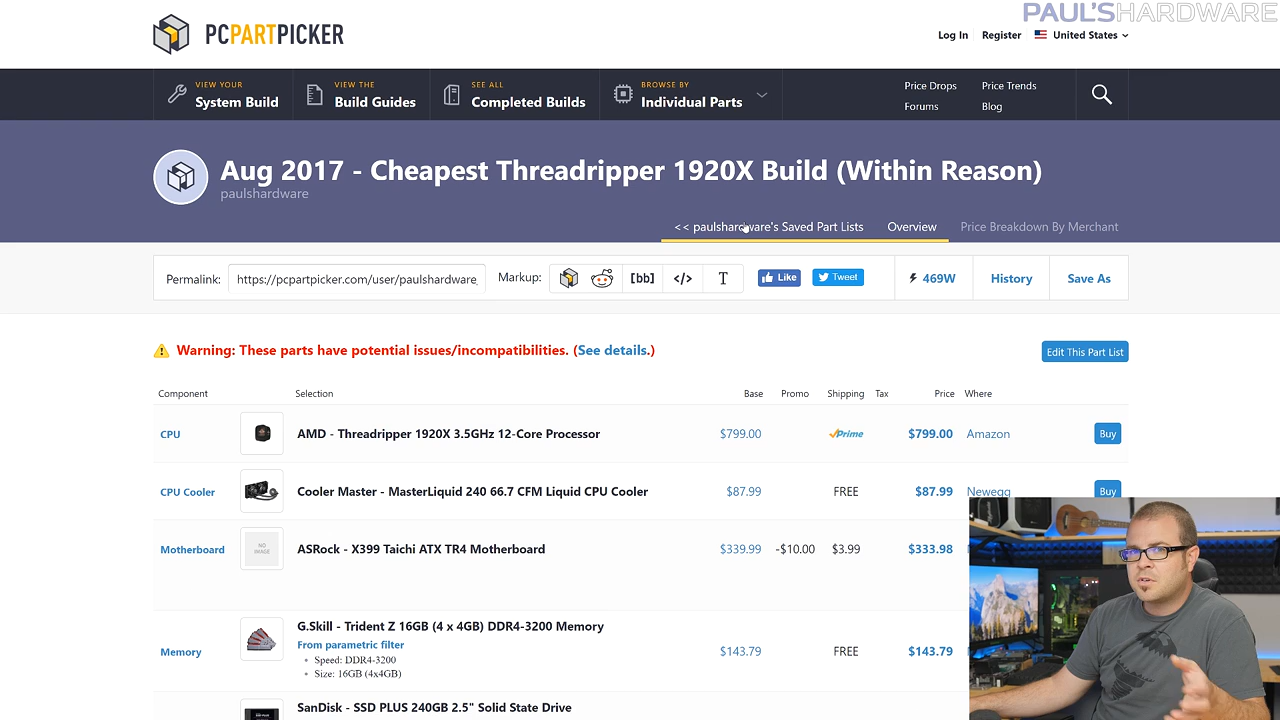 PAUL'SHARDWARE
PCPARTPICKER
Log In Register United States
VIEW YOUR
System Build
VIEW THE
Build Guides
SEE ALL
Completed Builds
BROWSE BY
Individual Parts
Price Drops Price Trends
Forums Blog
Aug 2017 - Cheapest Threadripper 1920X Build (Within Reason)
paulshardware
<< paulshardware's Saved Part Lists Overview Price Breakdown By Merchant
Permalink: https://pcpartpicker.com/user/paulshardware Markup: [bb] </> T Like Tweet 469W History Save As
Warning: These parts have potential issues/incompatibilities. (See details.)
Edit This Part List
Component Selection Base Promo Shipping Tax Price Where
CPU AMD - Threadripper 1920X 3.5GHz 12-Core Processor $799.00 Prime $799.00 Amazon Buy
CPU Cooler Cooler Master - MasterLiquid 240 66.7 CFM Liquid CPU Cooler $87.99 FREE $87.99 Newegg Buy
Motherboard NO IMAGE ASRock - X399 Taichi ATX TR4 Motherboard $339.99 -$10.00 $3.99 $333.98
G.Skill - Trident Z 16GB (4 x 4GB) DDR4-3200 Memory
From parametric filter
Memory $143.79 FREE $143.79
• Speed: DDR4-3200
• Size: 16GB (4x4GB)
SanDisk - SSD PLUS 240GB 2.5" Solid State Drive